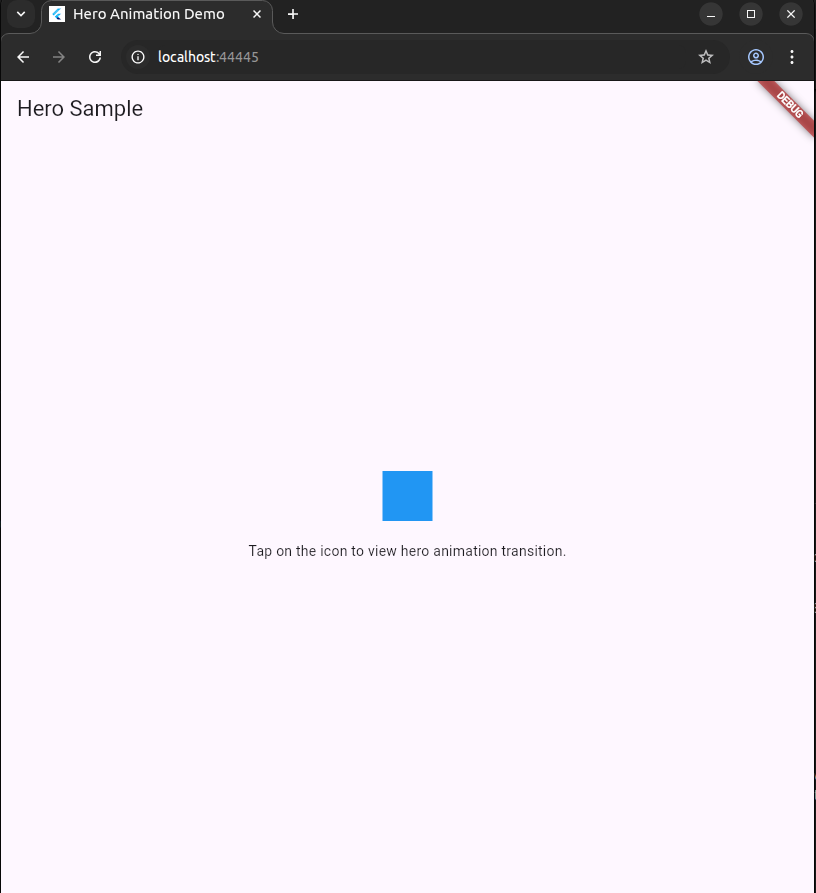 Hero Animation Demo
localhost:44445
Hero Sample
DEBUG
Tap on the icon to view hero animation transition.